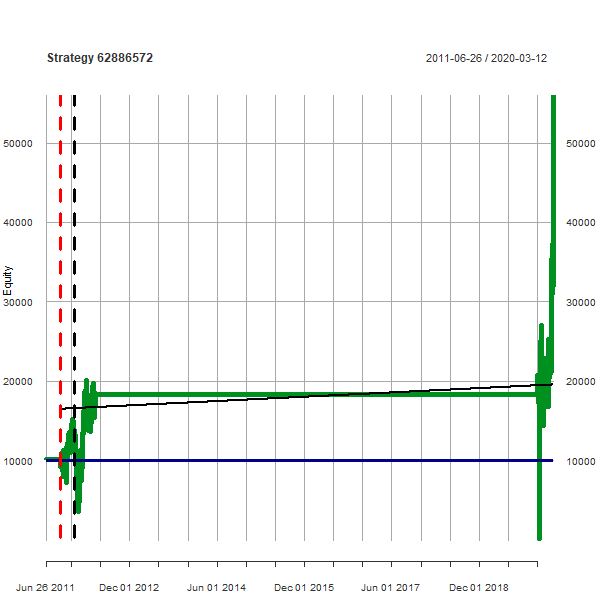 Strategy 62886572
2011-06-26 / 2020-03-12
50000
50000
40000
40000
Equity
30000
30000
20000
20000
10000
10000
Jun 26 2011
Dec 01 2012
Jun 01 2014
Dec 01 2015
Jun 01 2017
Dec 01 2018